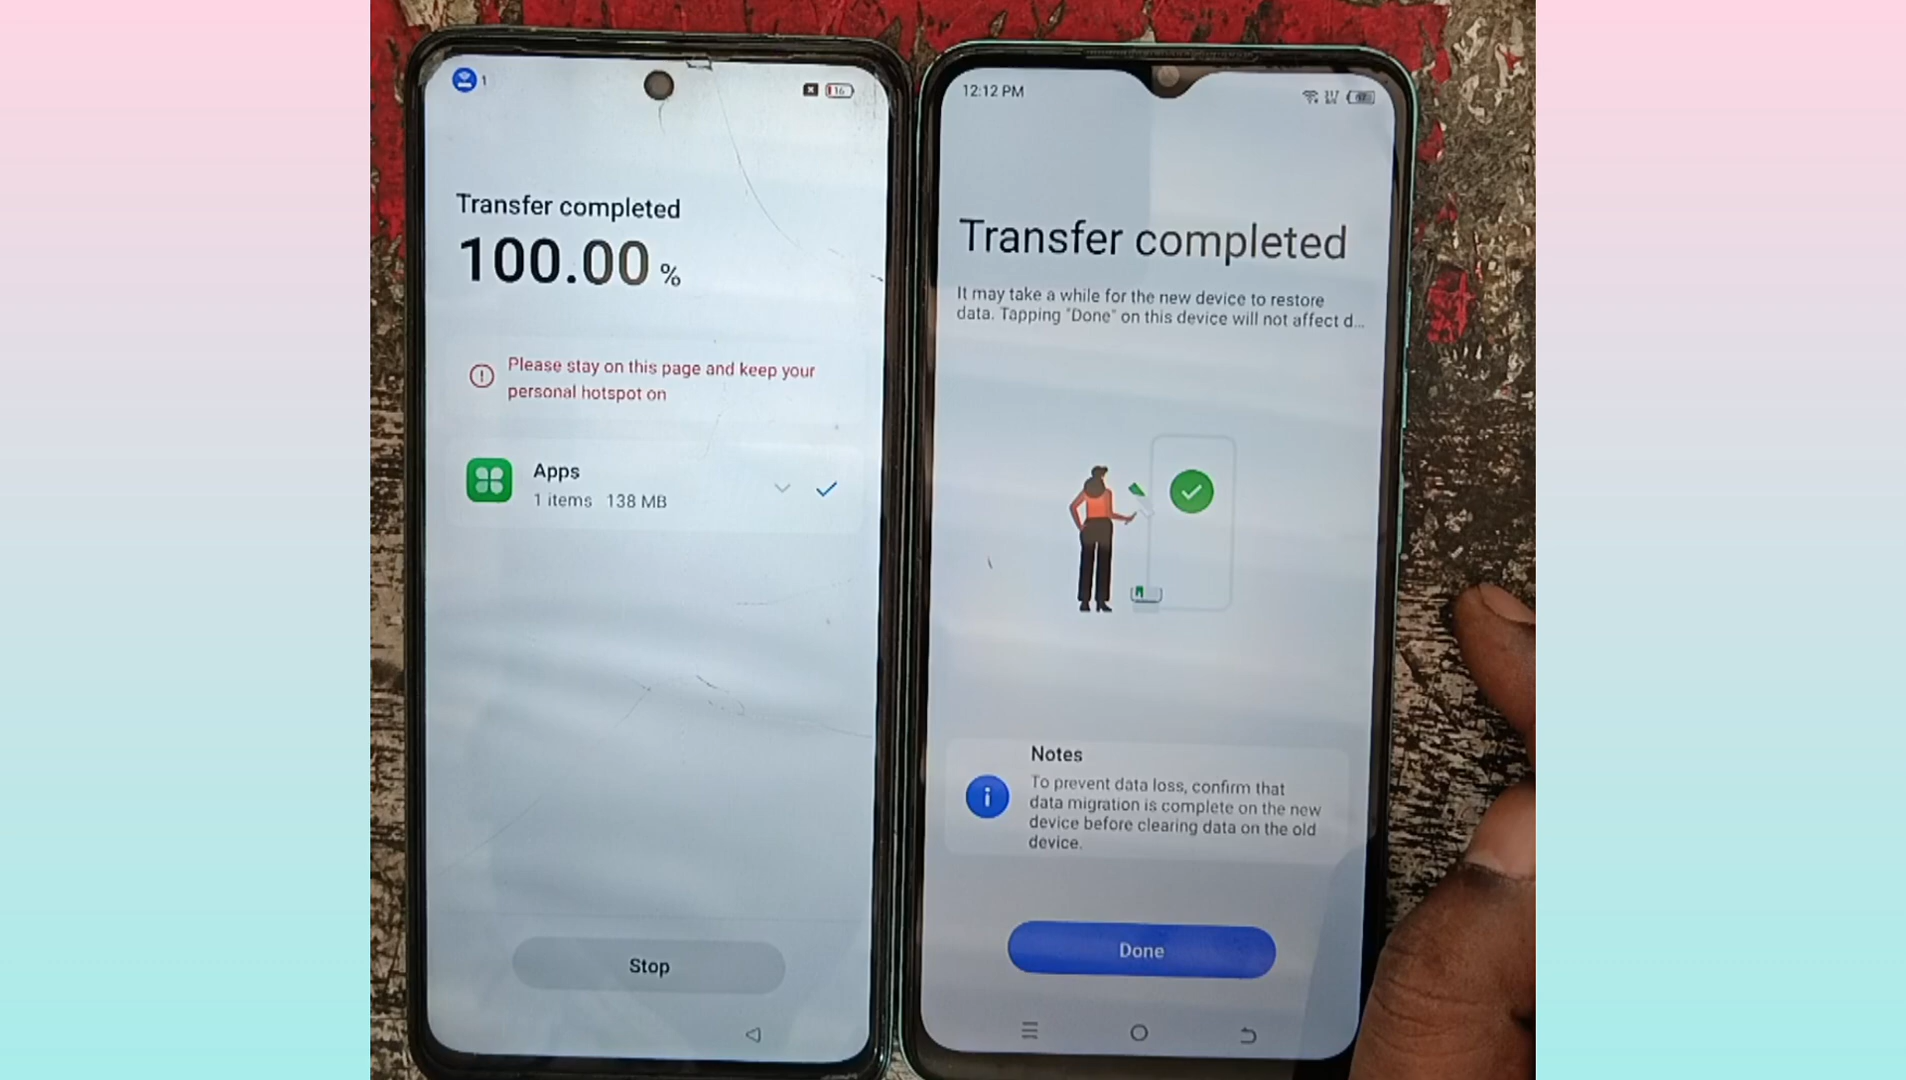 1
16
Transfer completed
100.00 %
Please stay on this page and keep your
personal hotspot on
Apps
1 items 138 MB
Stop
12:12 PM
Transfer completed
It may take a while for the new device to restore
data. Tapping "Done" on this device will not affect d...
Notes
To prevent data loss, confirm that
data migration is complete on the new
device before clearing data on the old
device.
Done